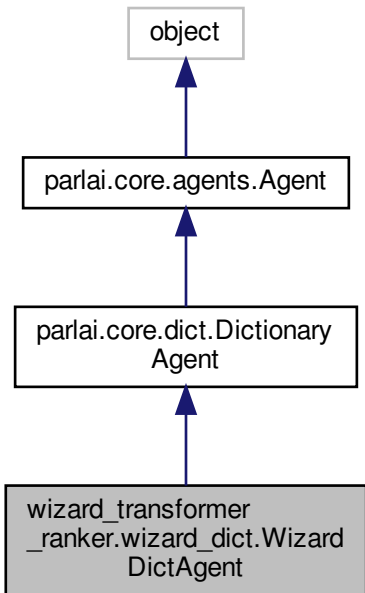 object
parlai.core.agents.Agent
parlai.core.dict.Dictionary
Agent
wizard_transformer
_ranker.wizard_dict.Wizard
DictAgent